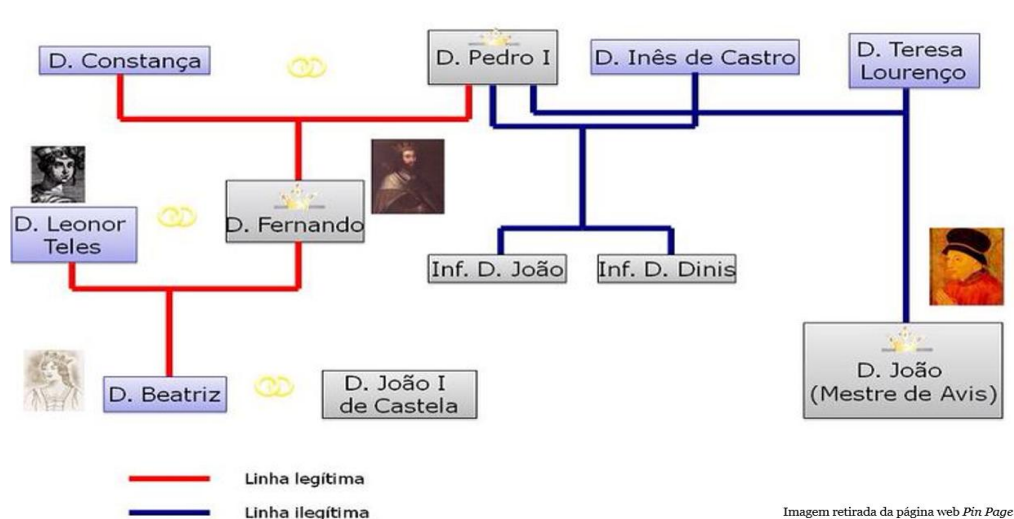 D. Constança
D. Pedro I
D. Inês de Castro
D. Teresa
Lourenço
D. Leonor
Teles
D. Fernando
Inf. D. João
Inf. D. Dinis
D. Beatriz
D. João I
de Castela
D. João
(Mestre de Avis)
Linha legítima
Linha ilegítima
Imagem retirada da página web Pin Page